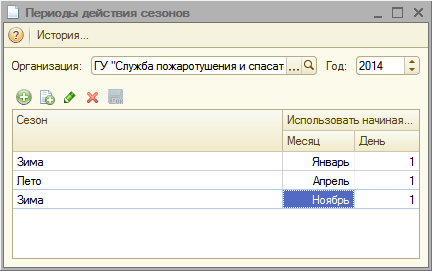 Периоды действия сезонов
? История...
Организация: ГУ "Служба пожаротушения и спасат ... Год: 2014
Сезон Использовать начиная...
Месяц День
Зима Январь 1
Лето Апрель 1
Зима Ноябрь 1